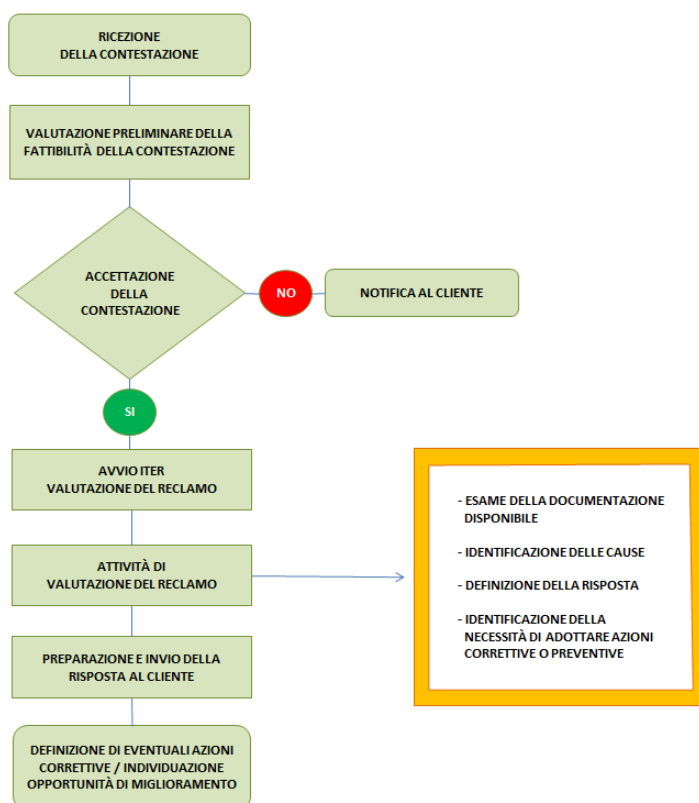 RICEZIONE
DELLA CONTESTAZIONE
VALUTAZIONE PRELIMINARE DELLA
FATTIBILITÀ DELLA CONTESTAZIONE
ACCETTAZIONE
DELLA
CONTESTAZIONE
NO
NOTIFICA AL CLIENTE
SI
AVVIO ITER
VALUTAZIONE DEL RECLAMO
ATTIVITÀ DI
VALUTAZIONE DEL RECLAMO
- ESAME DELLA DOCUMENTAZIONE
DISPONIBILE
- IDENTIFICAZIONE DELLE CAUSE
- DEFINIZIONE DELLA RISPOSTA
- IDENTIFICAZIONE DELLA
NECESSITÀ DI ADOTTARE AZIONI
CORRETTIVE O PREVENTIVE
PREPARAZIONE E INVIO DELLA
RISPOSTA AL CLIENTE
DEFINIZIONE DI EVENTUALI AZIONI
CORRETTIVE / INDIVIDUAZIONE
OPPORTUNITÀ DI MIGLIORAMENTO